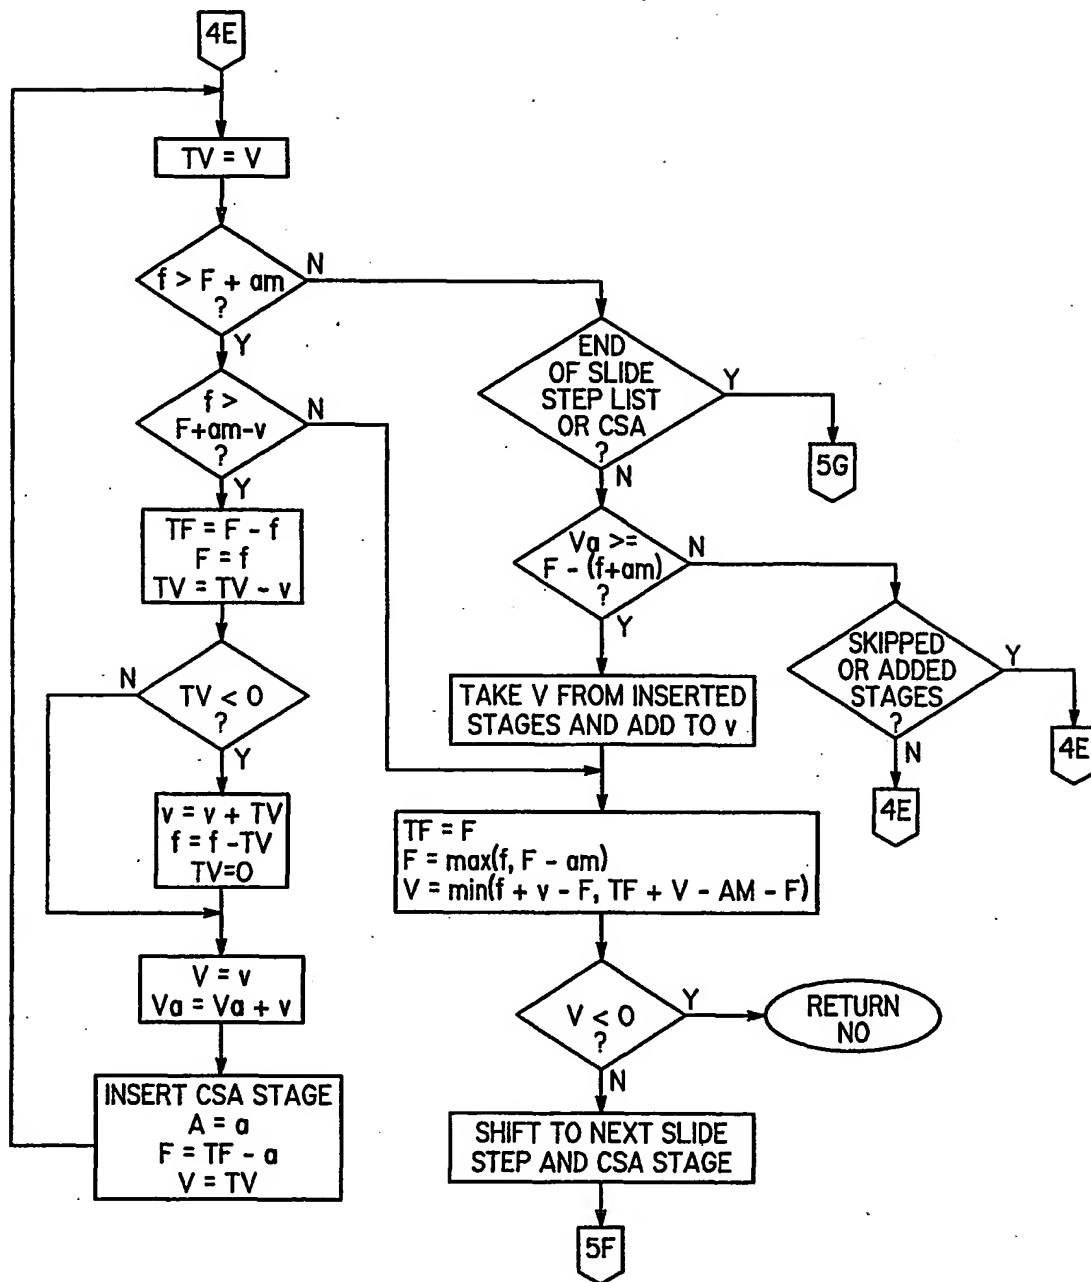 4E
TV = V
f > F + am
?
N
Y
f >
F+am-v
?
N
Y
TF = F - f
F = f
TV = TV - v
N
TV < 0
?
Y
v = v + TV
f = f -TV
TV=0
V = v
Va = Va + v
INSERT CSA STAGE
A = a
F = TF - a
V = TV
END
OF SLIDE
STEP LIST
OR CSA
?
Y
5G
N
Va >=
F - (f+am)
?
N
Y
SKIPPED
OR ADDED
STAGES
?
Y
4E
N
4E
TAKE V FROM INSERTED
STAGES AND ADD TO v
TF = F
F = max(f, F - am)
V = min(f + v - F, TF + V - AM - F)
V < 0
?
Y
RETURN
NO
N
SHIFT TO NEXT SLIDE
STEP AND CSA STAGE
5F